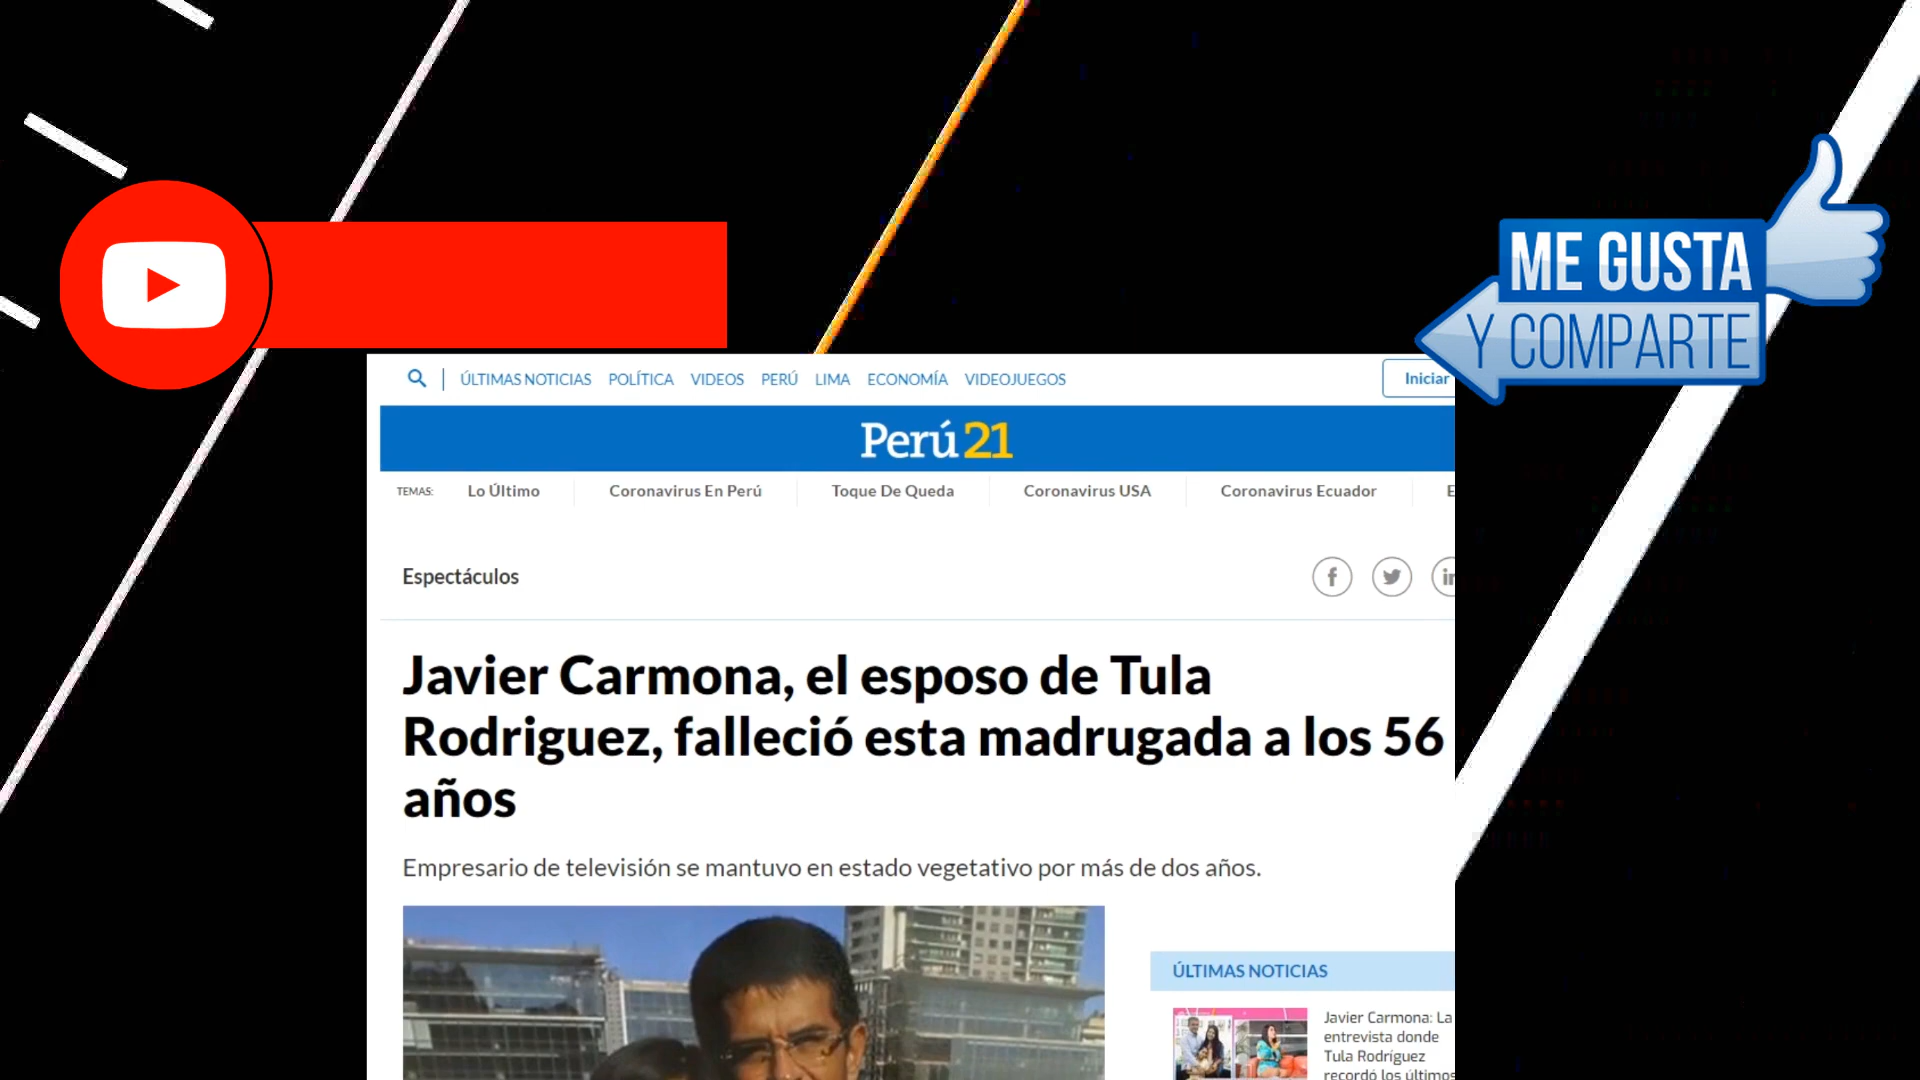 ME GUSTA
Y COMPARTE
ÚLTIMAS NOTICIAS POLÍTICA VIDEOS PERÚ LIMA ECONOMÍA VIDEOJUEGOS Iniciar
Perú21
TEMAS: Lo Último Coronavirus En Perú Toque De Queda Coronavirus USA Coronavirus Ecuador E
Espectáculos
Javier Carmona, el esposo de Tula
Rodriguez, falleció esta madrugada a los 56
años
Empresario de televisión se mantuvo en estado vegetativo por más de dos años.
ÚLTIMAS NOTICIAS
Javier Carmona: La
entrevista donde
Tula Rodríguez
recordó los últimos